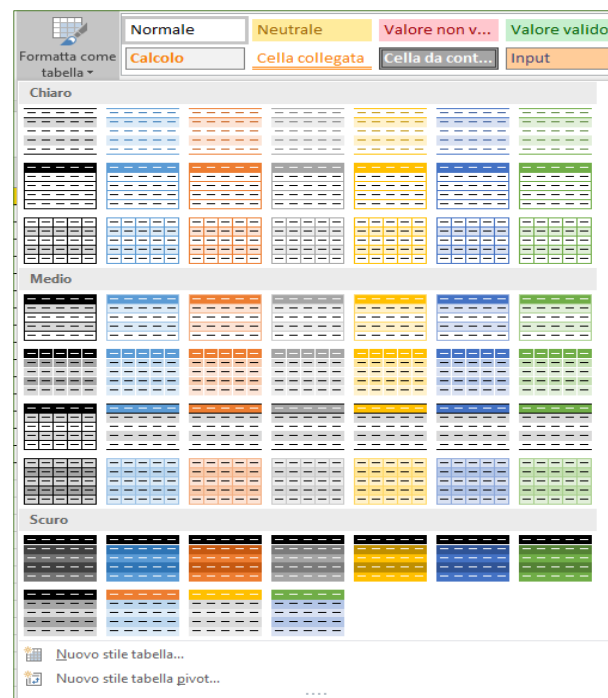 Formatta come
tabella
Normale
Neutrale
Valore non v...
Valore valido
Calcolo
Cella collegata
Cella da cont...
Input
Chiaro
Medio
Scuro
Nuovo stile tabella...
Nuovo stile tabella pivot...